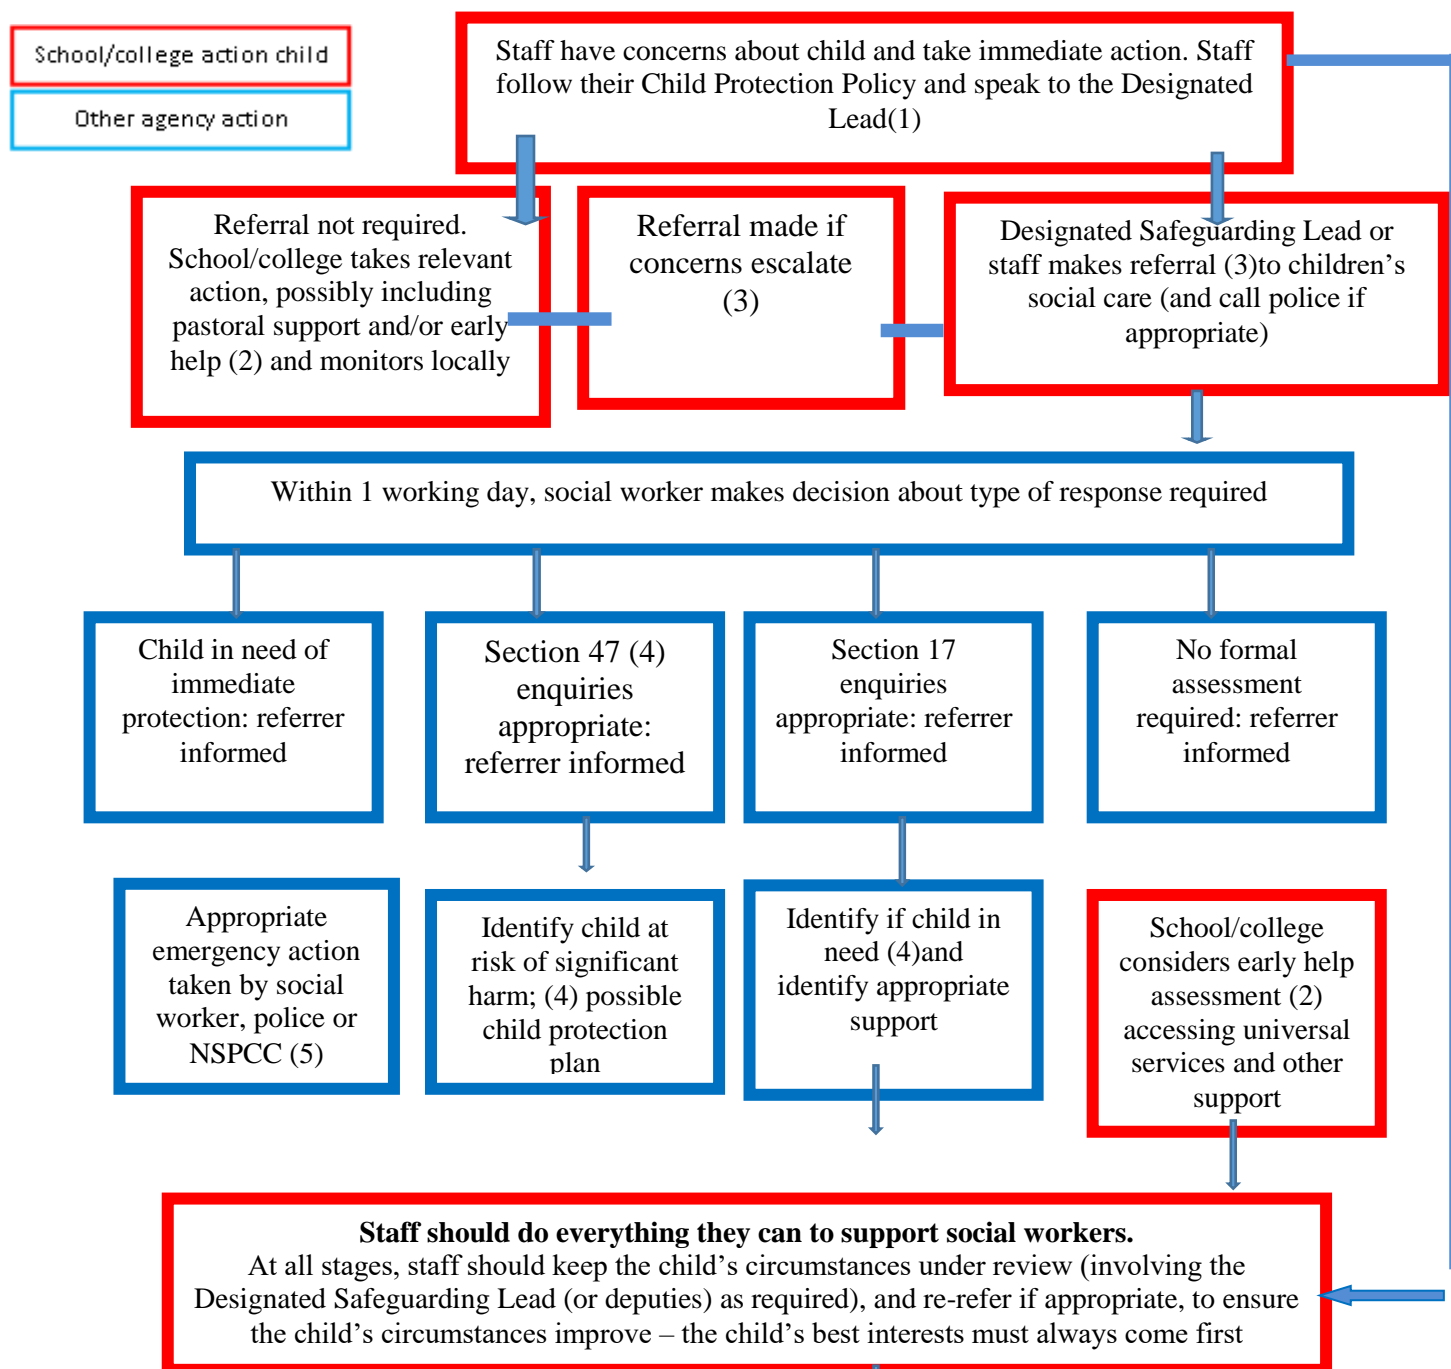 School/college action child
Other agency action
Staff have concerns about child and take immediate action. Staff
follow their Child Protection Policy and speak to the Designated
Lead(1)
Referral not required.
School/college takes relevant
action, possibly including
pastoral support and/or early
help (2) and monitors locally
Referral made if
concerns escalate
(3)
Designated Safeguarding Lead or
staff makes referral (3)to children’s
social care (and call police if
appropriate)
Within 1 working day, social worker makes decision about type of response required
Child in need of
immediate
protection: referrer
informed
Section 47 (4)
enquiries
appropriate:
referrer informed
Section 17
enquiries
appropriate: referrer
informed
No formal
assessment
required: referrer
informed
Appropriate
emergency action
taken by social
worker, police or
NSPCC (5)
Identify child at
risk of significant
harm; (4) possible
child protection
plan
Identify if child in
need (4)and
identify appropriate
support
School/college
considers early help
assessment (2)
accessing universal
services and other
support
Staff should do everything they can to support social workers.
At all stages, staff should keep the child’s circumstances under review (involving the
Designated Safeguarding Lead (or deputies) as required), and re-refer if appropriate, to ensure
the child’s circumstances improve – the child’s best interests must always come first